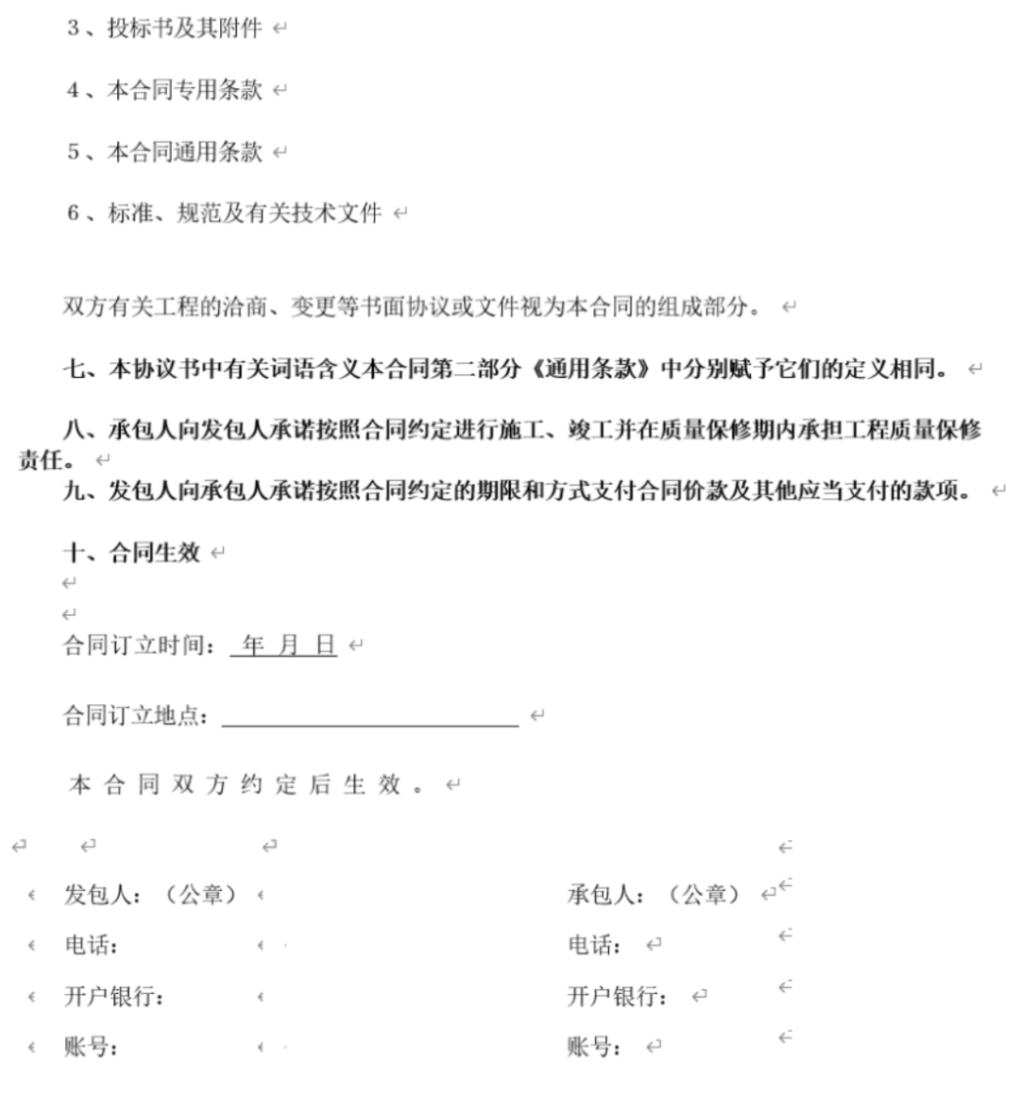 3、投标书及其附件
4、本合同专用条款
5、本合同通用条款
6、标准、规范及有关技术文件
双方有关工程的洽商、变更等书面协议或文件视为本合同的组成部分。
七、本协议书中有关词语含义本合同第二部分《通用条款》中分别赋予它们的定义相同。
八、承包人向发包人承诺按照合同约定进行施工、竣工并在质量保修期内承担工程质量保修
责任。
九、发包人向承包人承诺按照合同约定的期限和方式支付合同价款及其他应当支付的款项。
十、合同生效
合同订立时间： 年 月 日
合同订立地点：
本 合 同 双 方 约 定 后 生 效 。
发包人：（公章） 承包人：（公章）
电话： 电话：
开户银行： 开户银行：
账号： 账号：